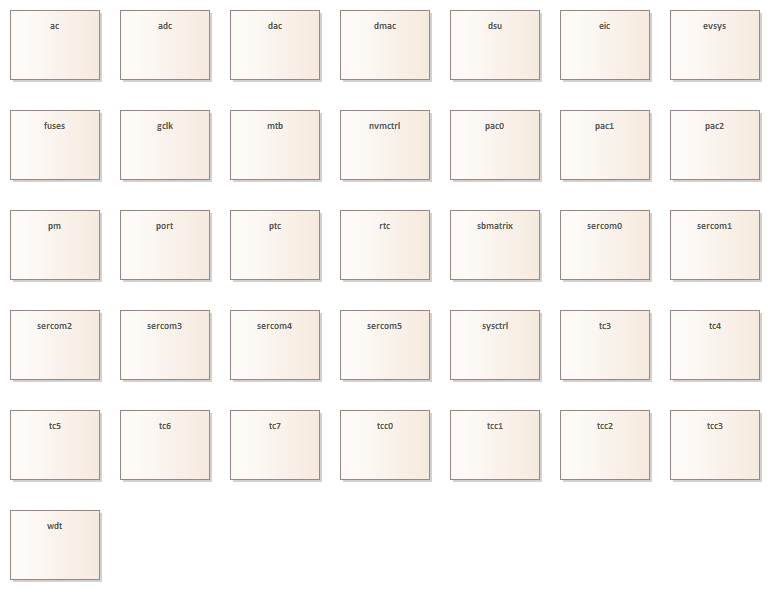 ac adc dac dmac dsu eic evsys
fuses gclk mtb nvmctrl pac0 pac1 pac2
pm port ptc rtc sbmatrix sercom0 sercom1
sercom2 sercom3 sercom4 sercom5 sysctrl tc3 tc4
tc5 tc6 tc7 tcc0 tcc1 tcc2 tcc3
wdt